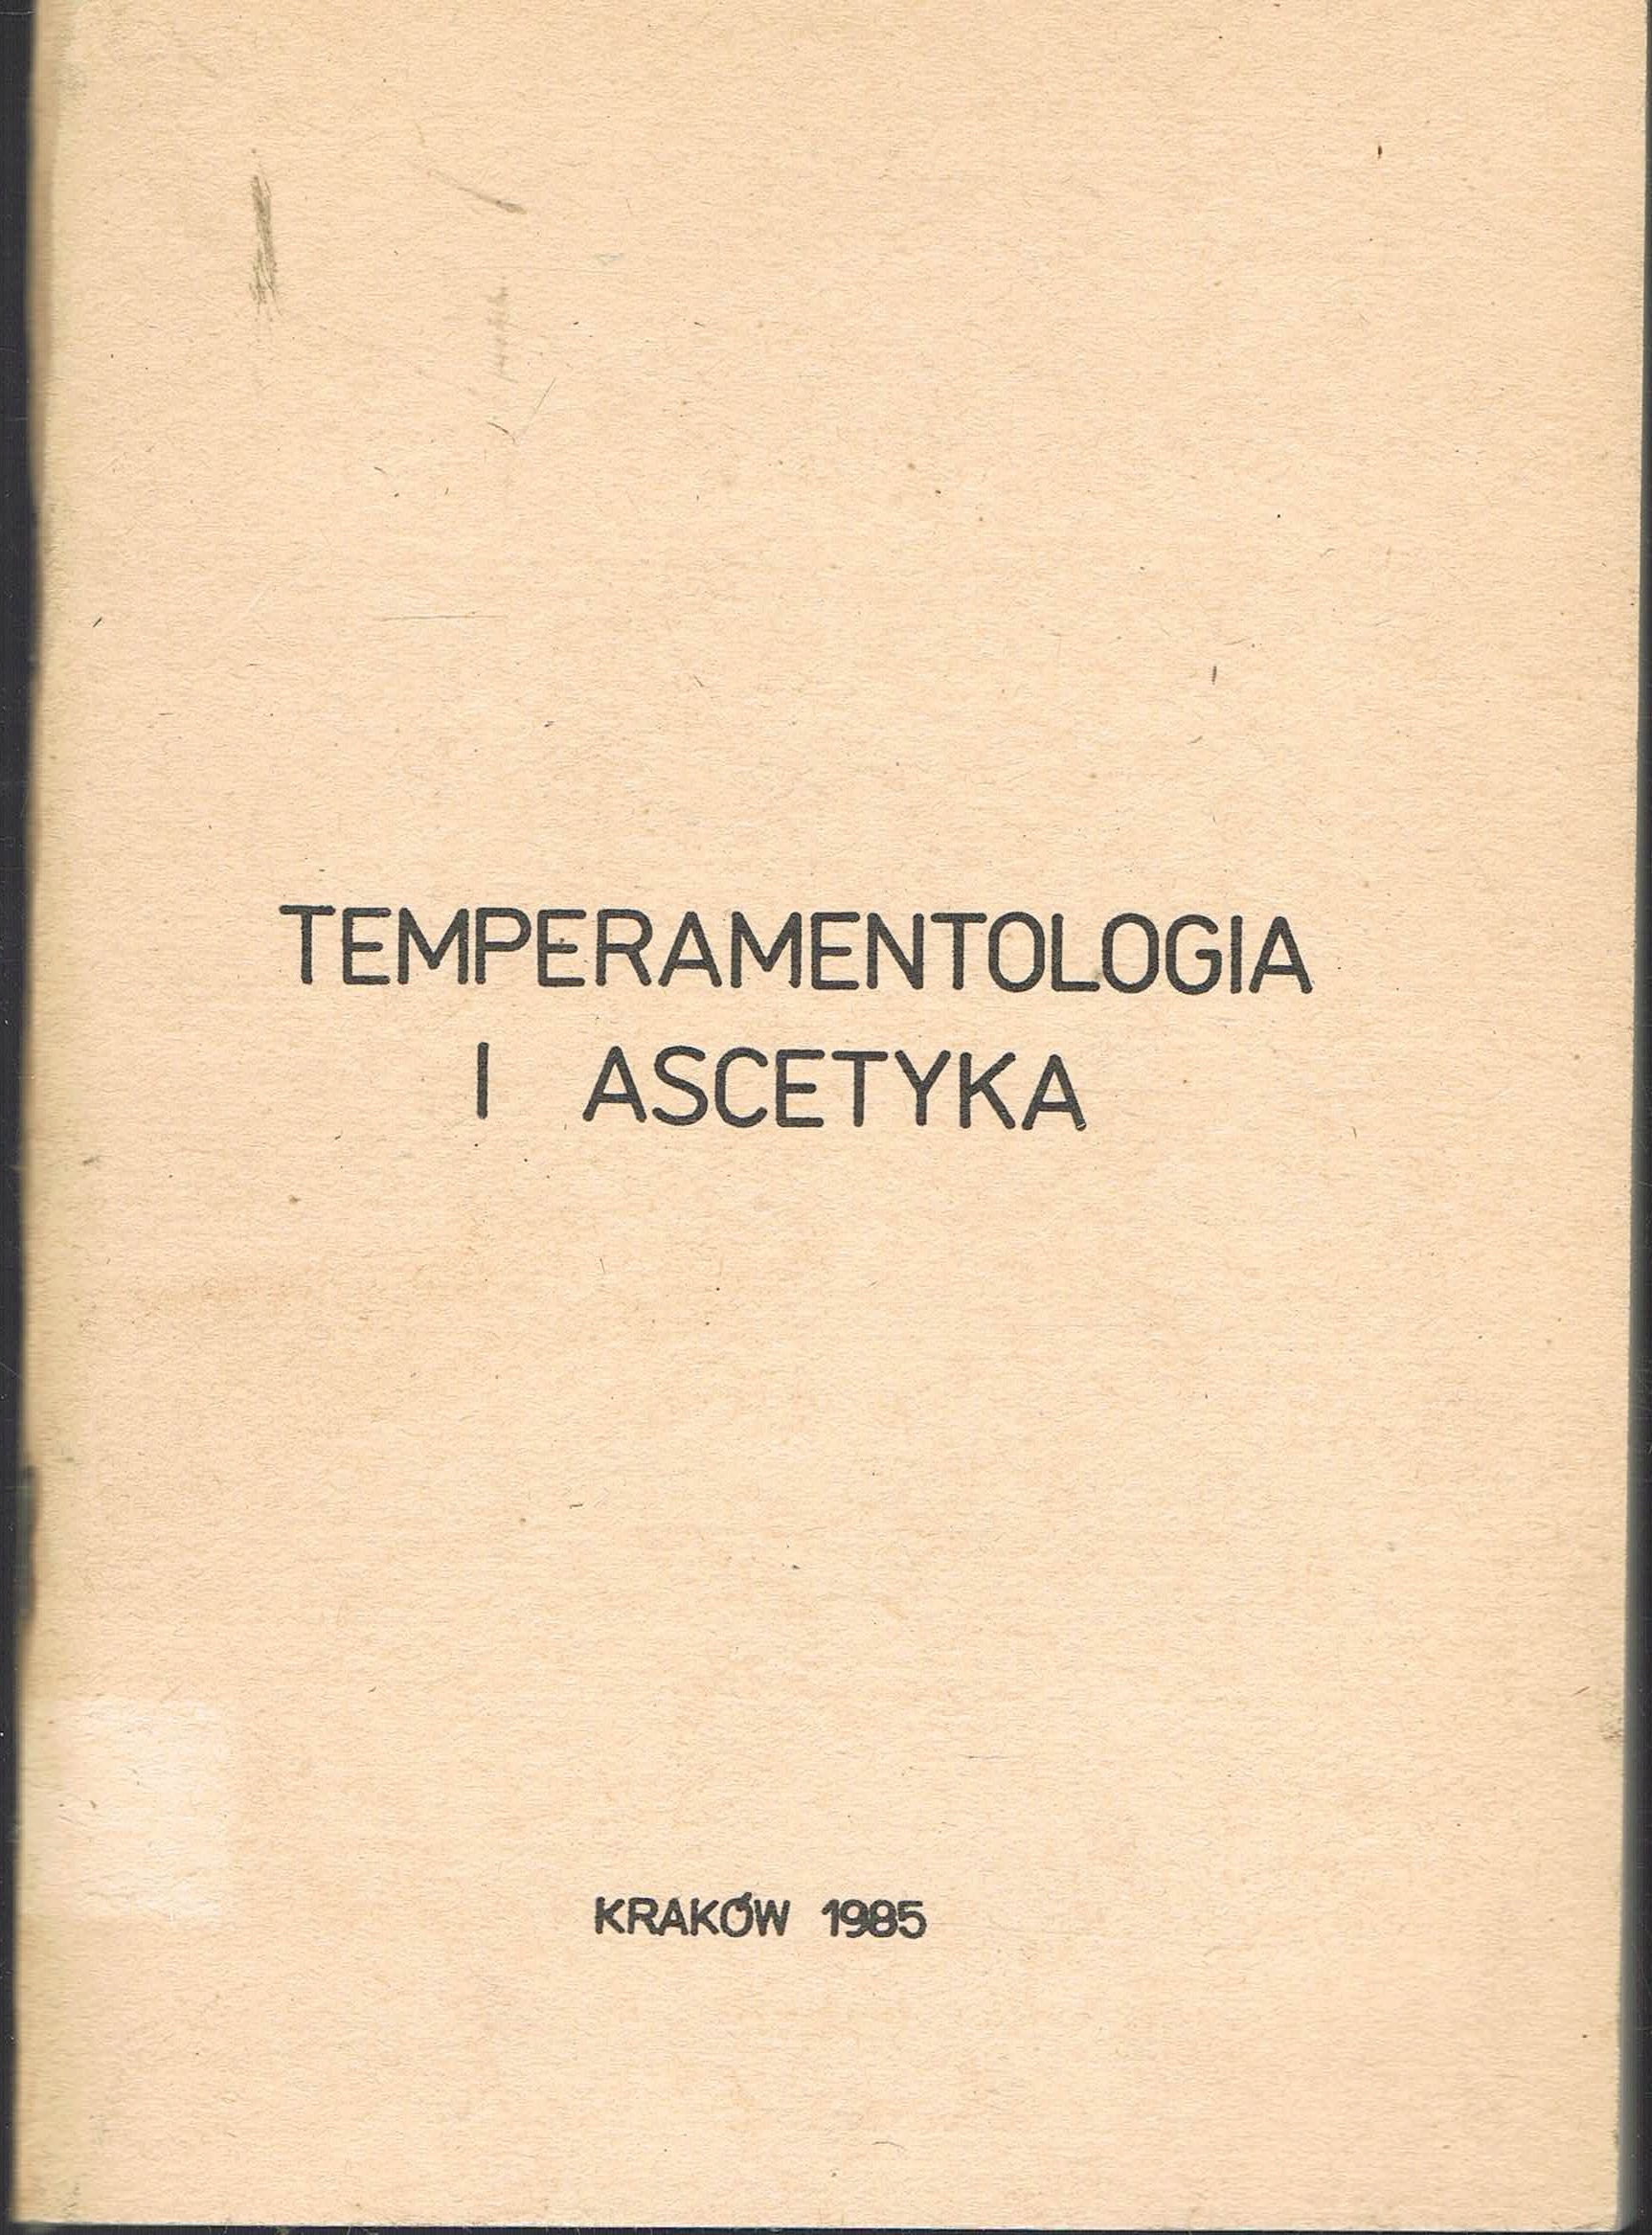 TEMPERAMENTOLOGIA
I ASCETYKA
KRAKÓW 1985